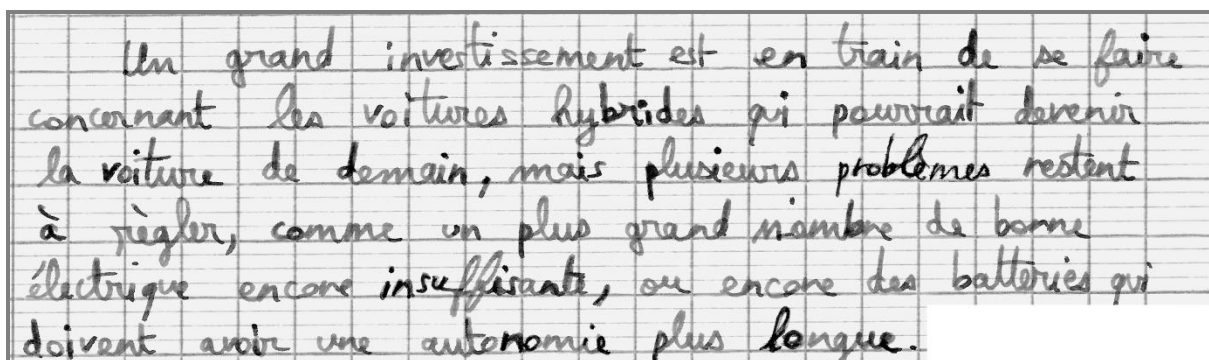 Un grand investissement est en train de se faire
concernant les voitures hybrides qui pourrait devenir
la voiture de demain, mais plusieurs problèmes restent
à règler, comme un plus grand nombre de borne
électrique encore insuffisante, ou encore des batteries qui
doivent avoir une autonomie plus longue.